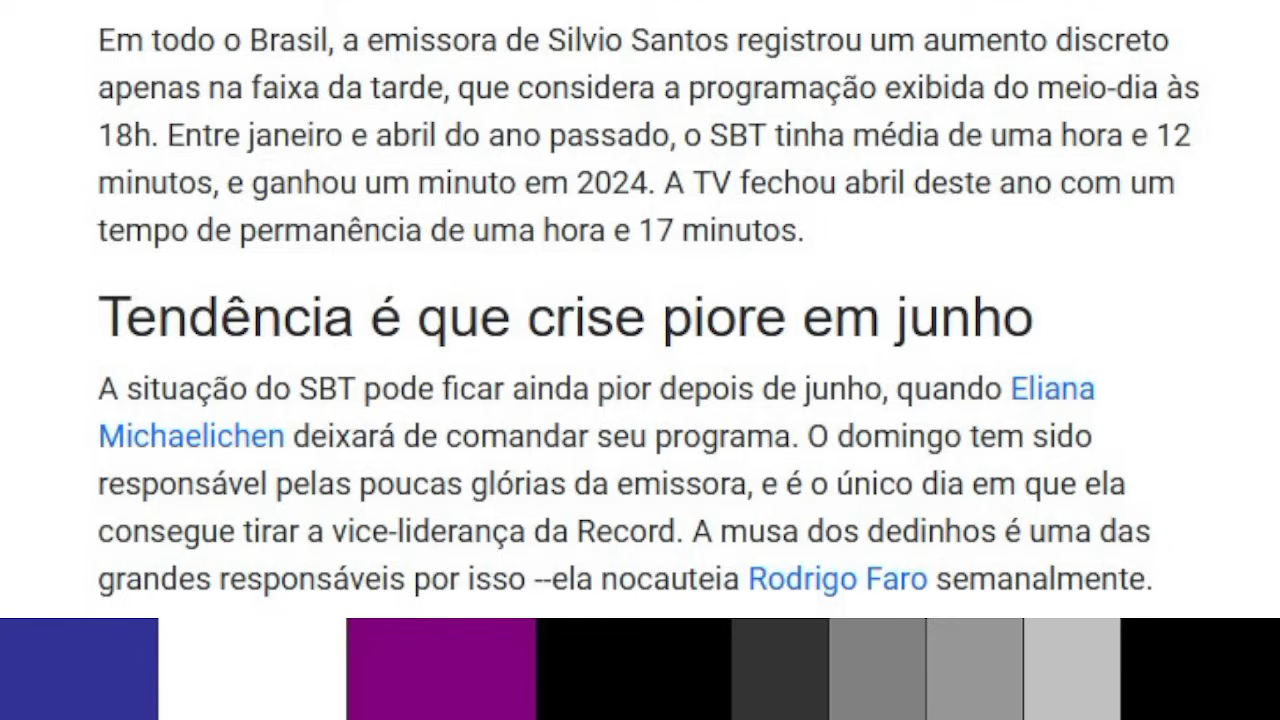 Em todo o Brasil, a emissora de Silvio Santos registrou um aumento discreto
apenas na faixa da tarde, que considera a programação exibida do meio-dia às
18h. Entre janeiro e abril do ano passado, o SBT tinha média de uma hora e 12
minutos, e ganhou um minuto em 2024. A TV fechou abril deste ano com um
tempo de permanência de uma hora e 17 minutos.
Tendência é que crise piore em junho
A situação do SBT pode ficar ainda pior depois de junho, quando Eliana
Michaelichen deixará de comandar seu programa. O domingo tem sido
responsável pelas poucas glórias da emissora, e é o único dia em que ela
consegue tirar a vice-liderança da Record. A musa dos dedinhos é uma das
grandes responsáveis por isso --ela nocauteia Rodrigo Faro semanalmente.